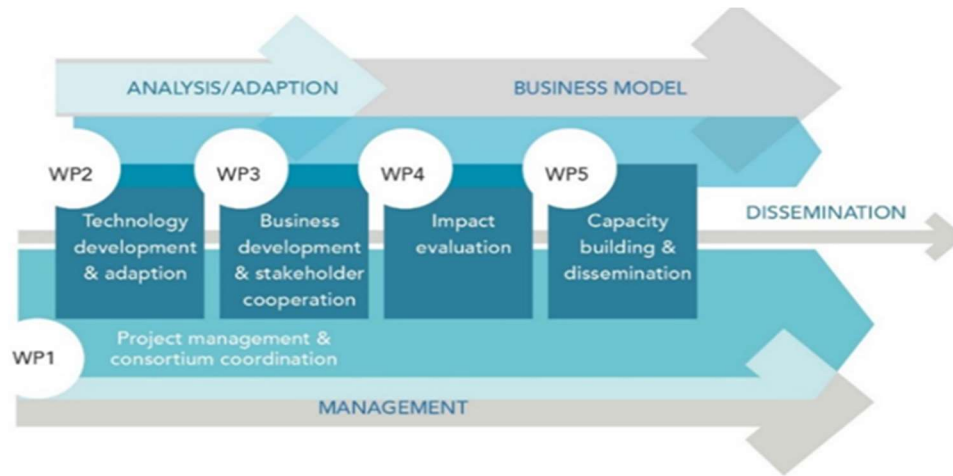 ANALYSIS/ADAPTION
BUSINESS MODEL
WP2
WP3
WP4
WP5
Technology
development
& adaption
Business
development
& stakeholder
cooperation
Impact
evaluation
Capacity
building &
dissemination
DISSEMINATION
WP1
Project management &
consortium coordination
MANAGEMENT